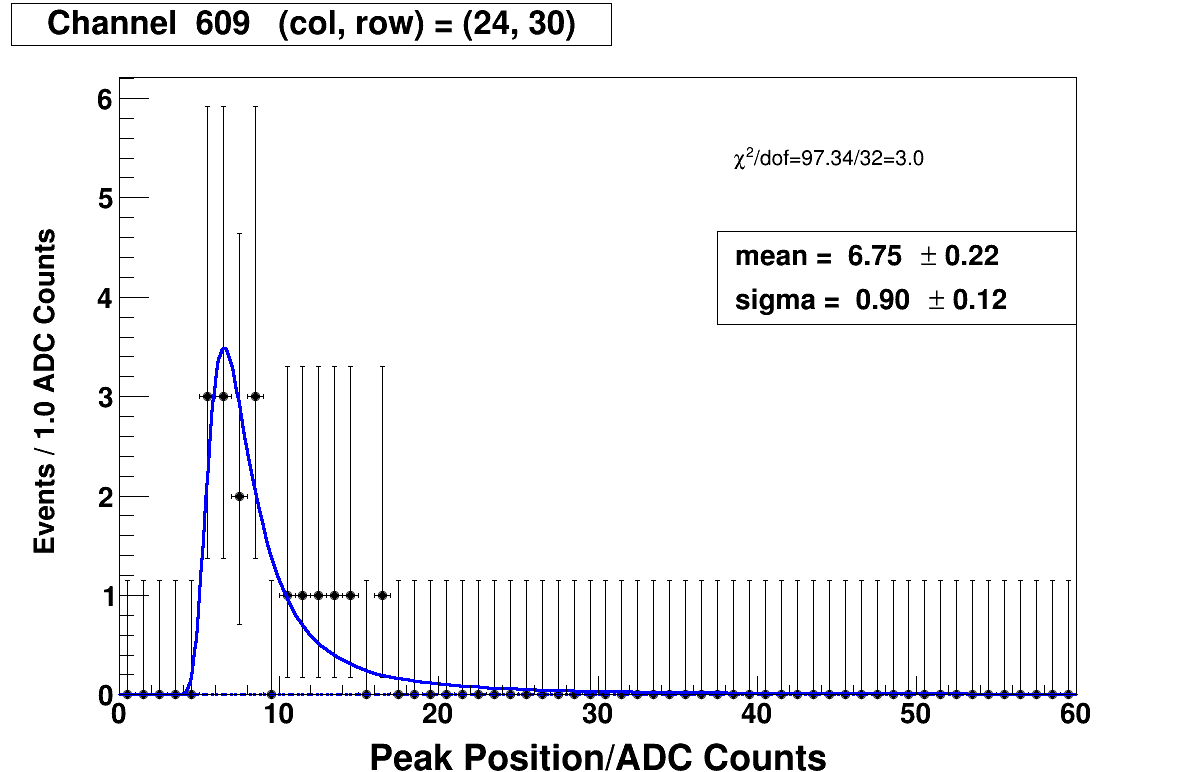 Channel 609 (col, row) = (24, 30)
6
5
4
3
2
1
0
Events / 1.0 ADC Counts
χ²/dof=97.34/32=3.0
mean = 6.75 ± 0.22
sigma = 0.90 ± 0.12
0 10 20 30 40 50 60
Peak Position/ADC Counts